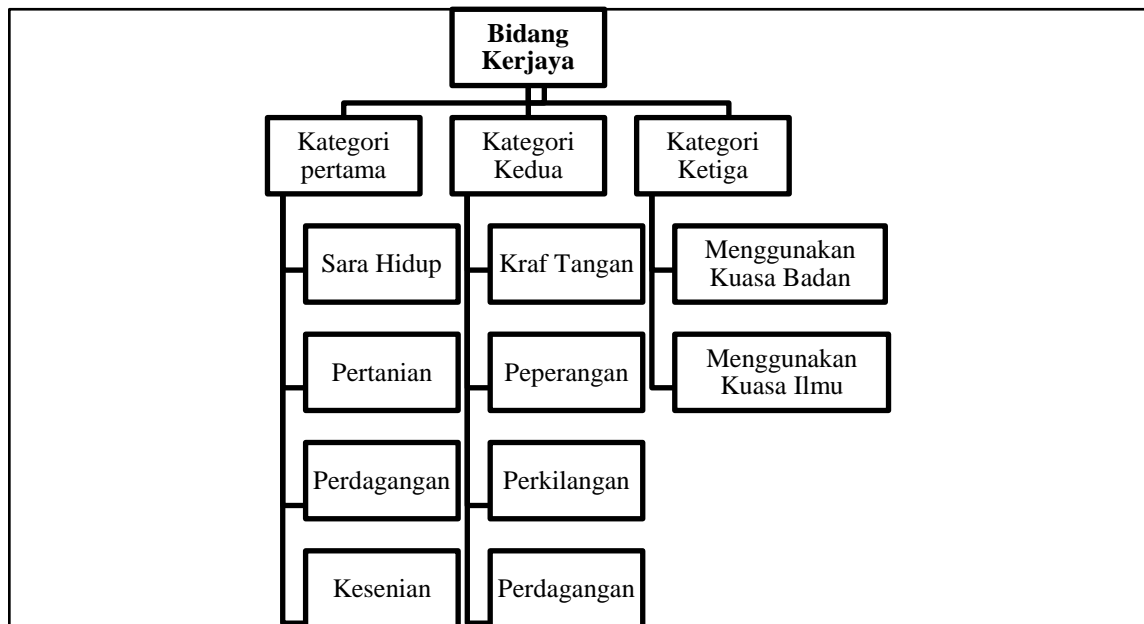 Bidang
Kerjaya
Kategori
pertama
Kategori
Kedua
Kategori
Ketiga
Sara Hidup
Kraf Tangan
Menggunakan
Kuasa Badan
Pertanian
Peperangan
Menggunakan
Kuasa Ilmu
Perdagangan
Perkilangan
Kesenian
Perdagangan